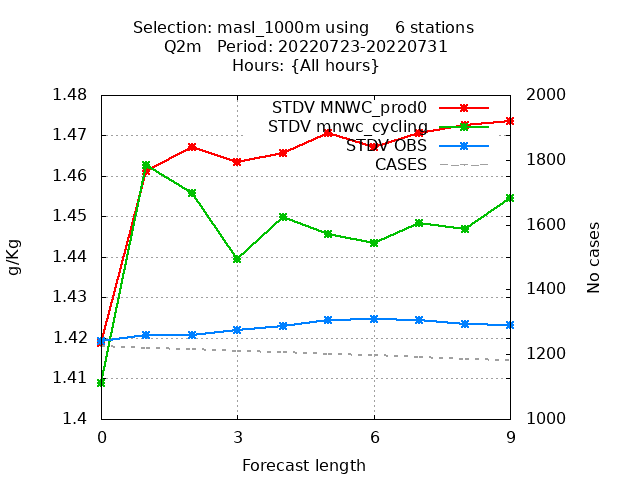 Selection: masl_1000m using     6 stations
Q2m   Period: 20220723-20220731
Hours: {All hours}
STDV MNWC_prod0
STDV mnwc_cycling
STDV OBS
CASES
1.48
1.47
1.46
1.45
1.44
1.43
1.42
1.41
1.4
2000
1800
1600
1400
1200
1000
g/Kg
No cases
0
3
6
9
Forecast length